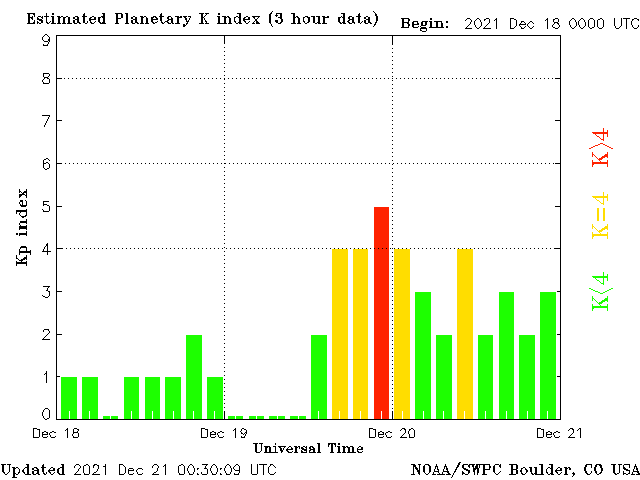 Estimated Planetary K index (3 hour data) Begin: 2021 Dec 18 0000 UTC
9
8
7
6
5
4
3
2
1
0
Kp index
K>4
K=4
K<4
Dec 18 Dec 19 Dec 20 Dec 21
Universal Time
Updated 2021 Dec 21 00:30:09 UTC NOAA/SWPC Boulder, CO USA